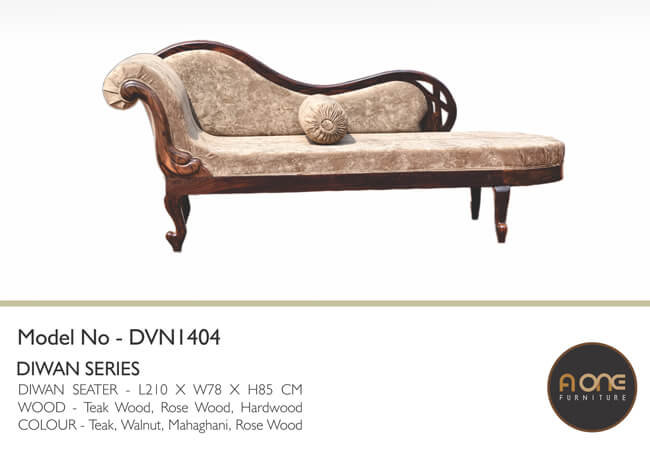 Model No - DVN1404
DIWAN SERIES
DIWAN SEATER - L210 X W78 X H85 CM
WOOD - Teak Wood, Rose Wood, Hardwood
COLOUR - Teak, Walnut, Mahaghani, Rose Wood
A ONE
FURNITURE